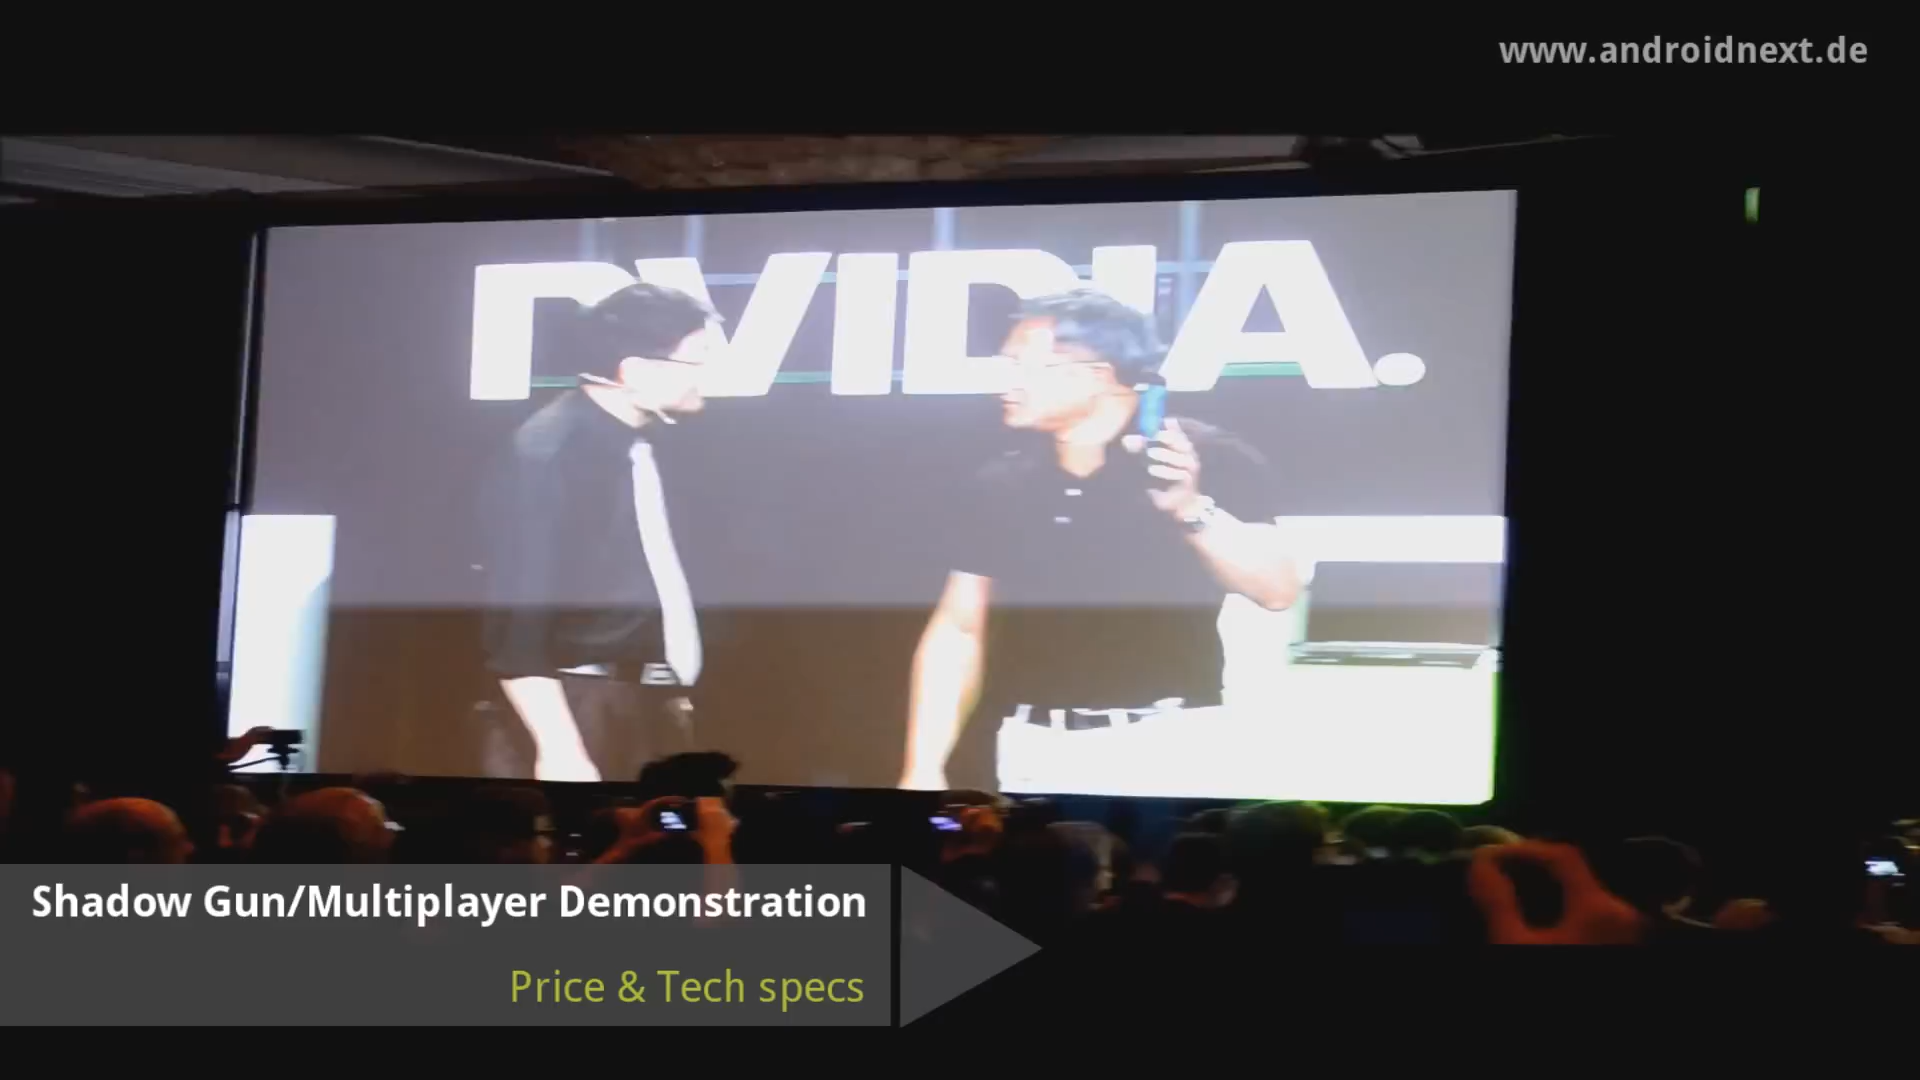 www.androidnext.de
NVIDIA.
Shadow Gun/Multiplayer Demonstration
Price & Tech specs